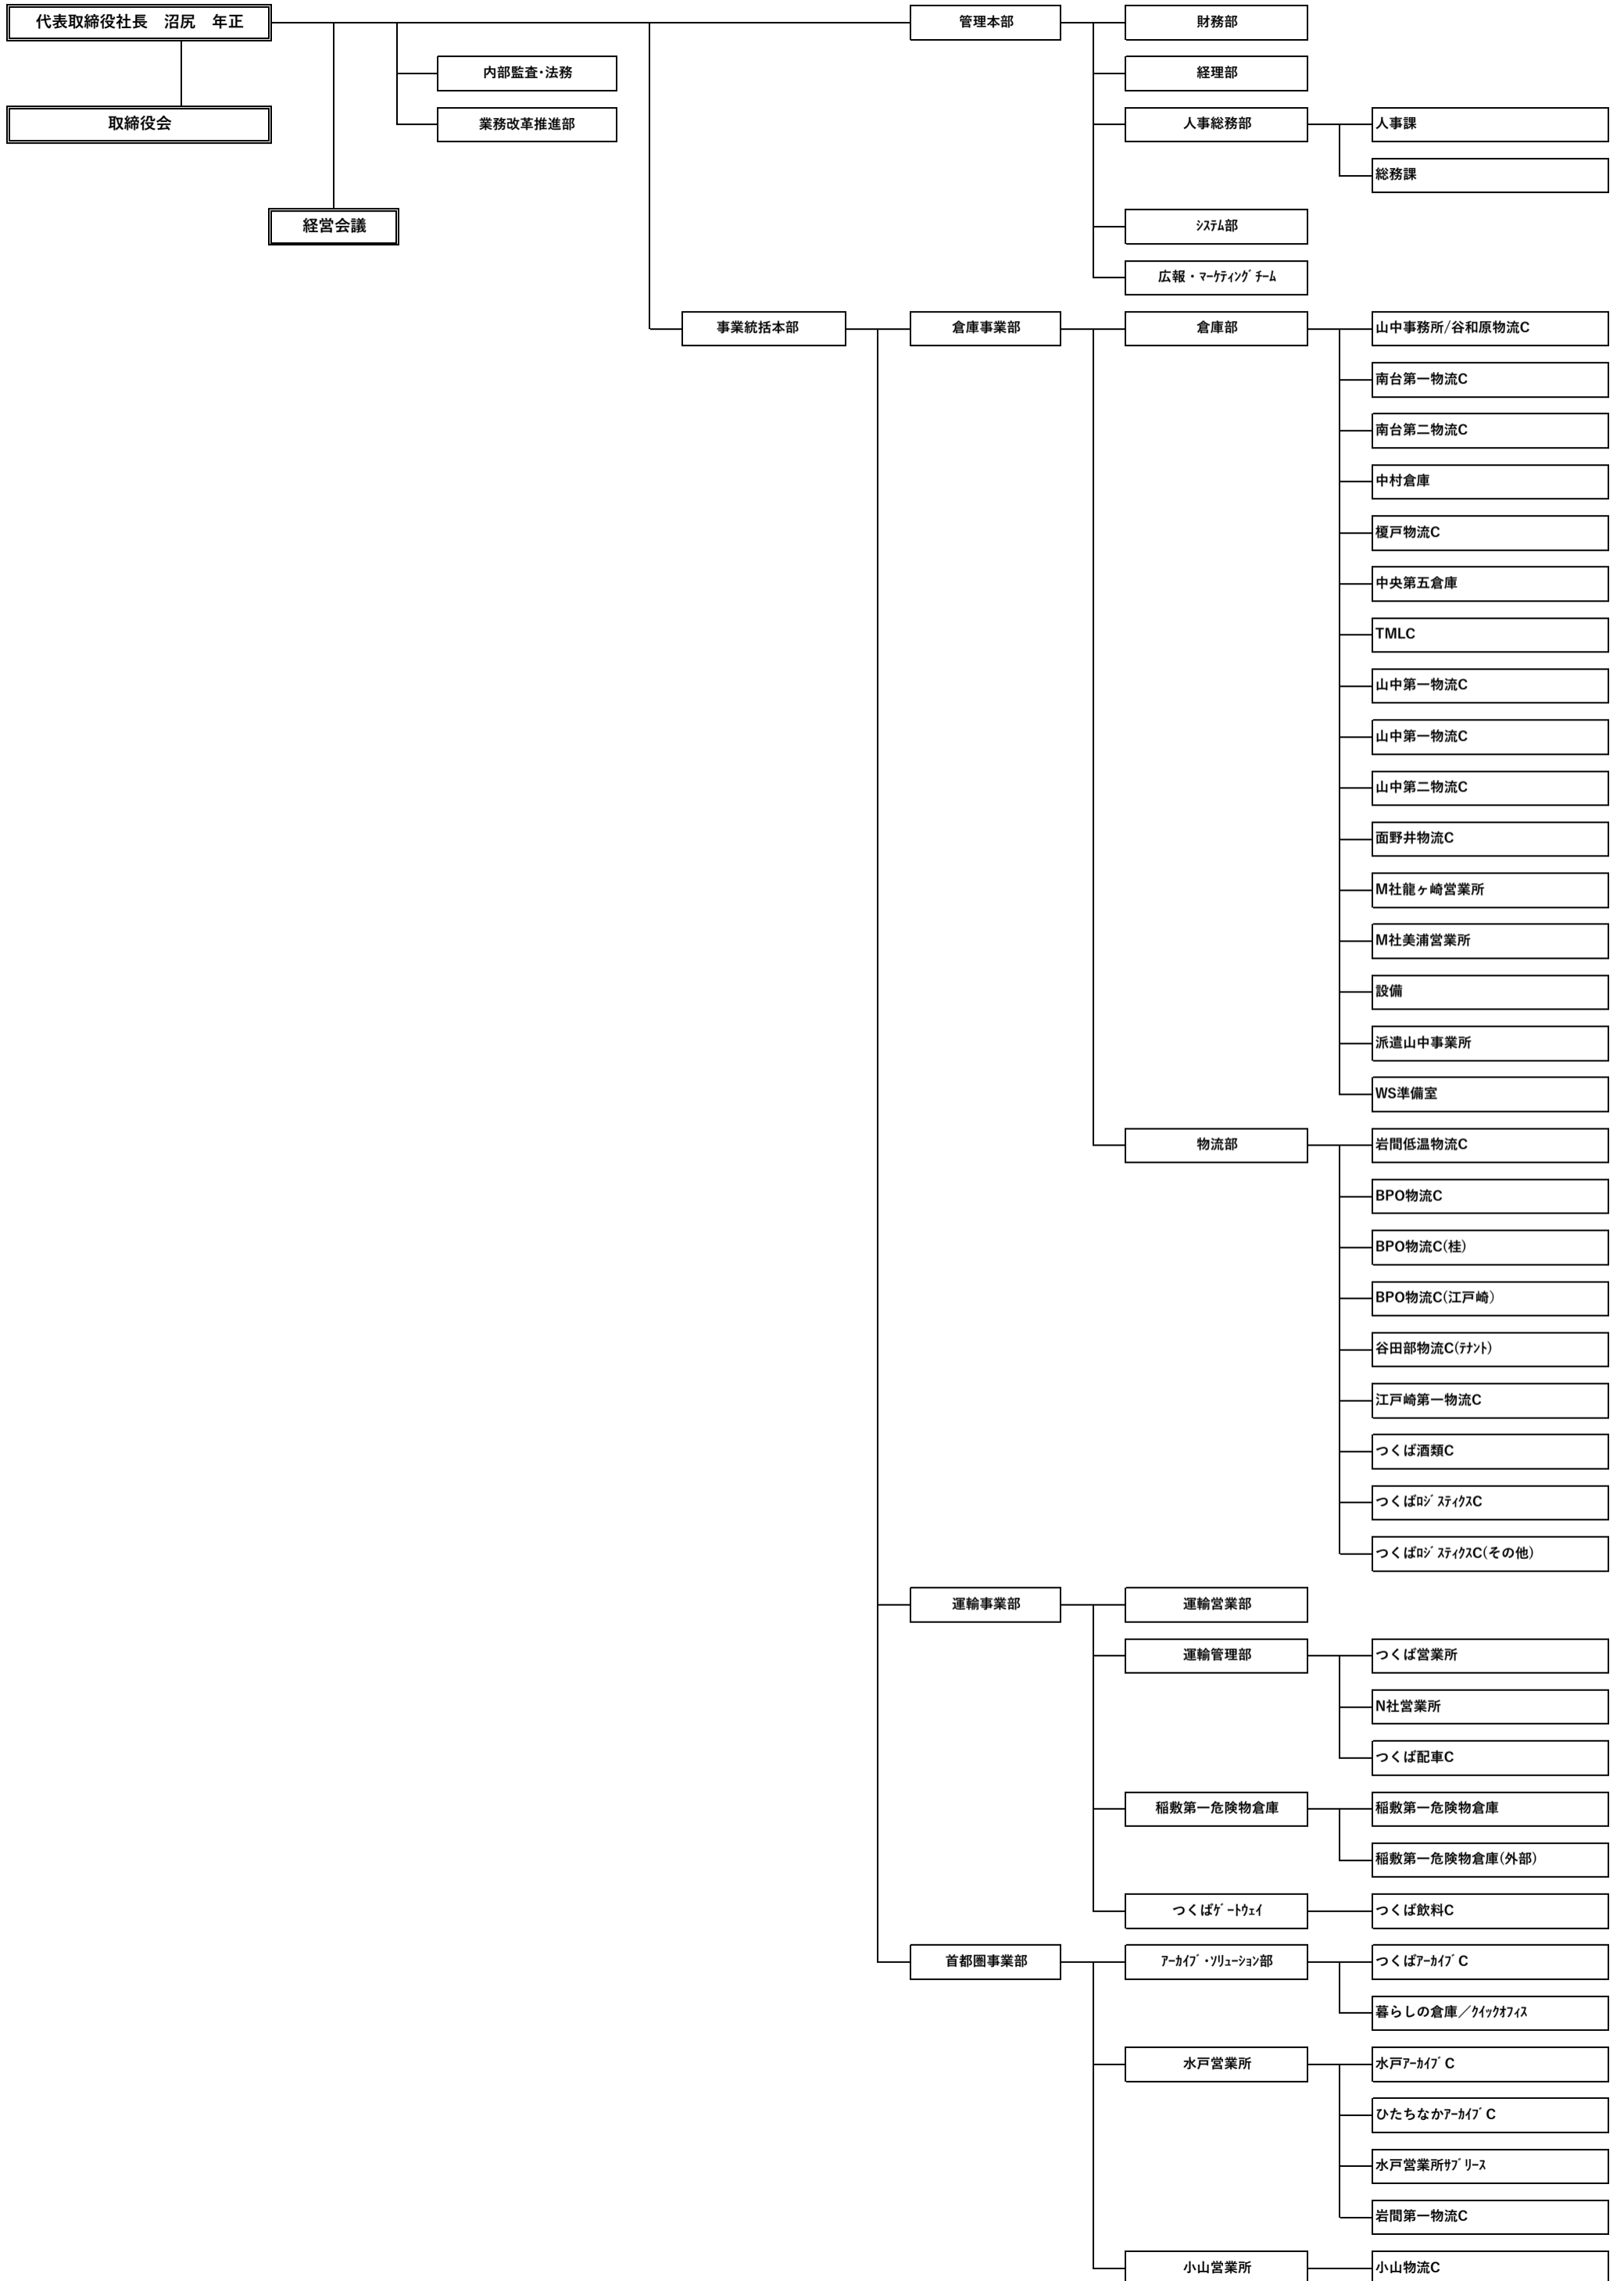 代表取締役社長　沼尻　年正
管理本部
財務部
内部監査･法務
経理部
取締役会
業務改革推進部
人事総務部
人事課
総務課
経営会議
ｼｽﾃﾑ部
広報・ﾏｰｹﾃｨﾝｸﾞﾁｰﾑ
事業統括本部
倉庫事業部
倉庫部
山中事務所/谷和原物流C
南台第一物流C
南台第二物流C
中村倉庫
榎戸物流C
中央第五倉庫
TMLC
山中第一物流C
山中第一物流C
山中第二物流C
面野井物流C
M社龍ヶ崎営業所
M社美浦営業所
設備
派遣山中事業所
WS準備室
物流部
岩間低温物流C
BPO物流C
BPO物流C(桂)
BPO物流C(江戸崎)
谷田部物流C(ﾃﾅﾝﾄ)
江戸崎第一物流C
つくば酒類C
つくばﾛｼﾞｽﾃｨｸｽC
つくばﾛｼﾞｽﾃｨｸｽC(その他)
運輸事業部
運輸営業部
運輸管理部
つくば営業所
N社営業所
つくば配車C
稲敷第一危険物倉庫
稲敷第一危険物倉庫
稲敷第一危険物倉庫(外部)
つくばｹﾞｰﾄｳｪｲ
つくば飲料C
首都圏事業部
ｱｰｶｲﾌﾞ･ｿﾘｭｰｼｮﾝ部
つくばｱｰｶｲﾌﾞC
暮らしの倉庫／ｸｲｯｸｵﾌｨｽ
水戸営業所
水戸ｱｰｶｲﾌﾞC
ひたちなかｱｰｶｲﾌﾞC
水戸営業所ｻﾌﾞﾘｰｽ
岩間第一物流C
小山営業所
小山物流C